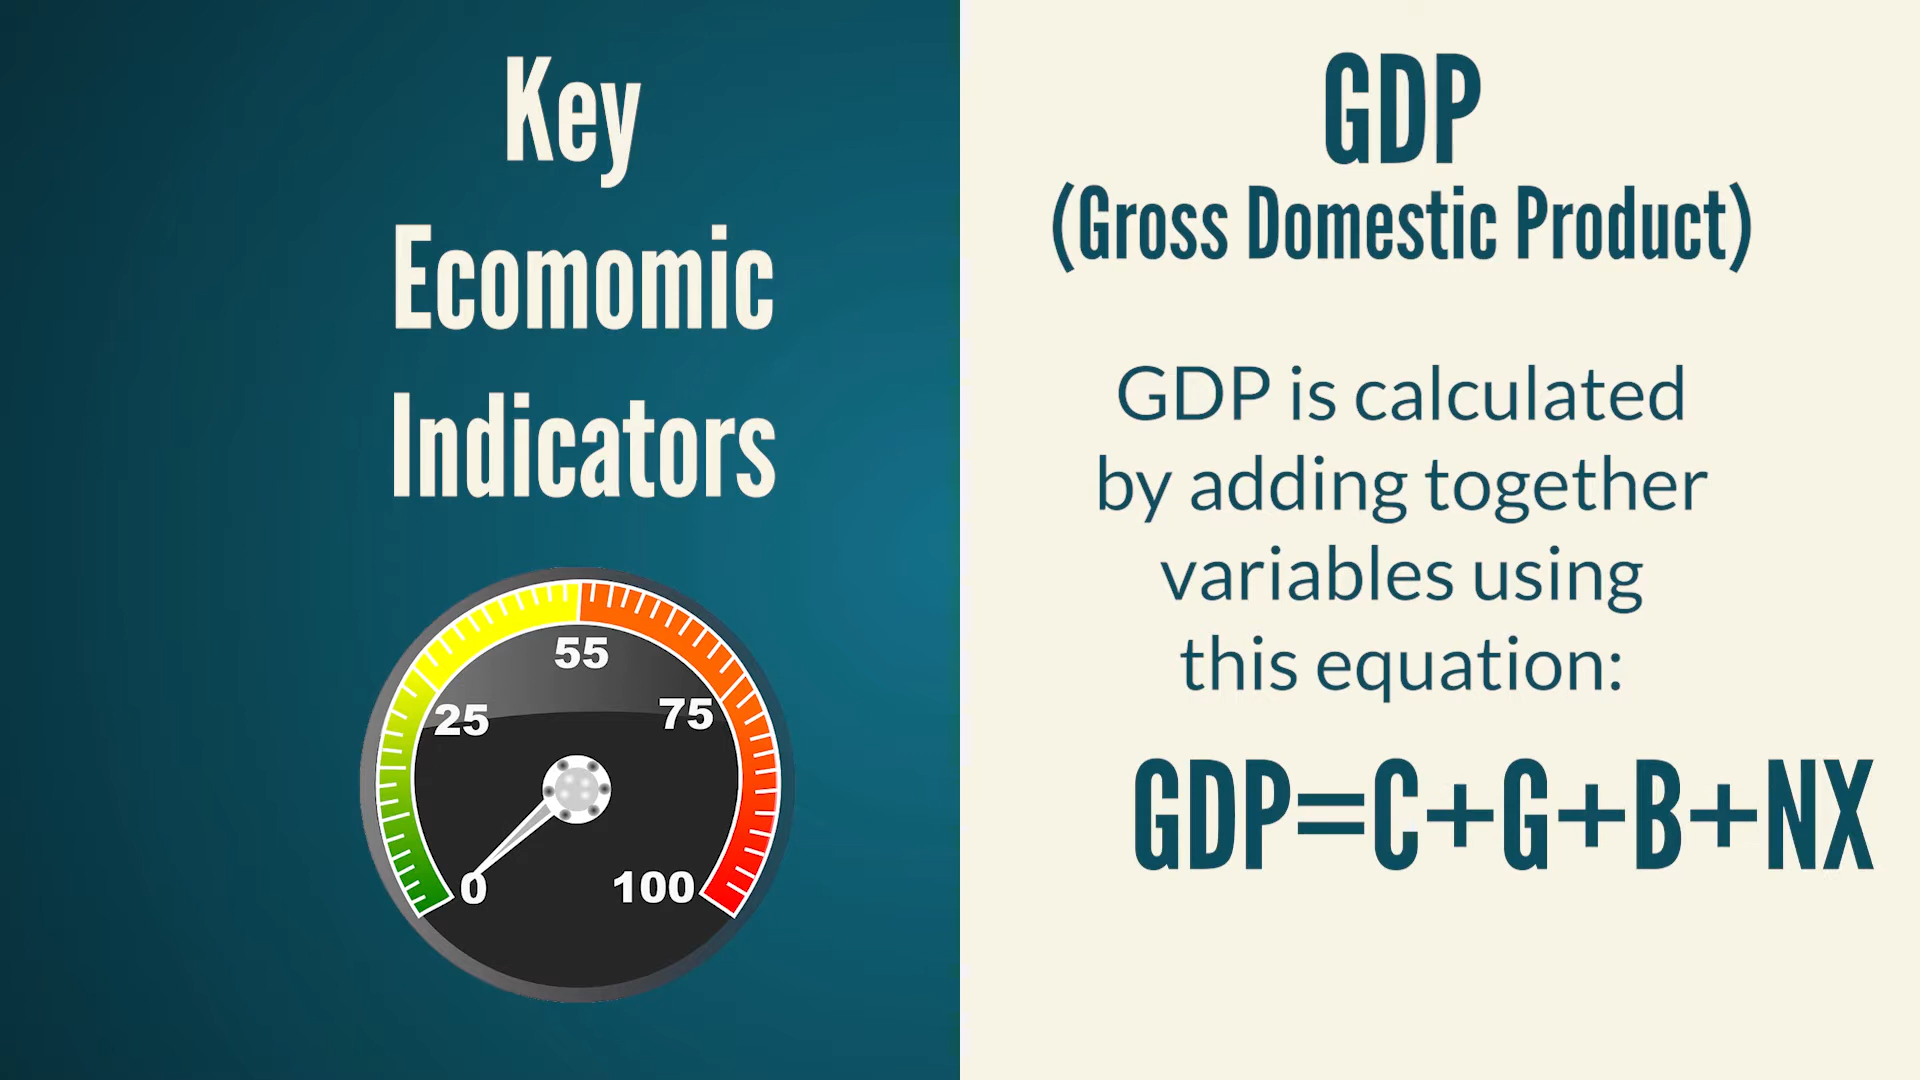 Key
Ecomomic
Indicators
55
25
75
0
100
GDP
(Gross Domestic Product)
GDP is calculated
by adding together
variables using
this equation:
GDP=C+G+B+NX